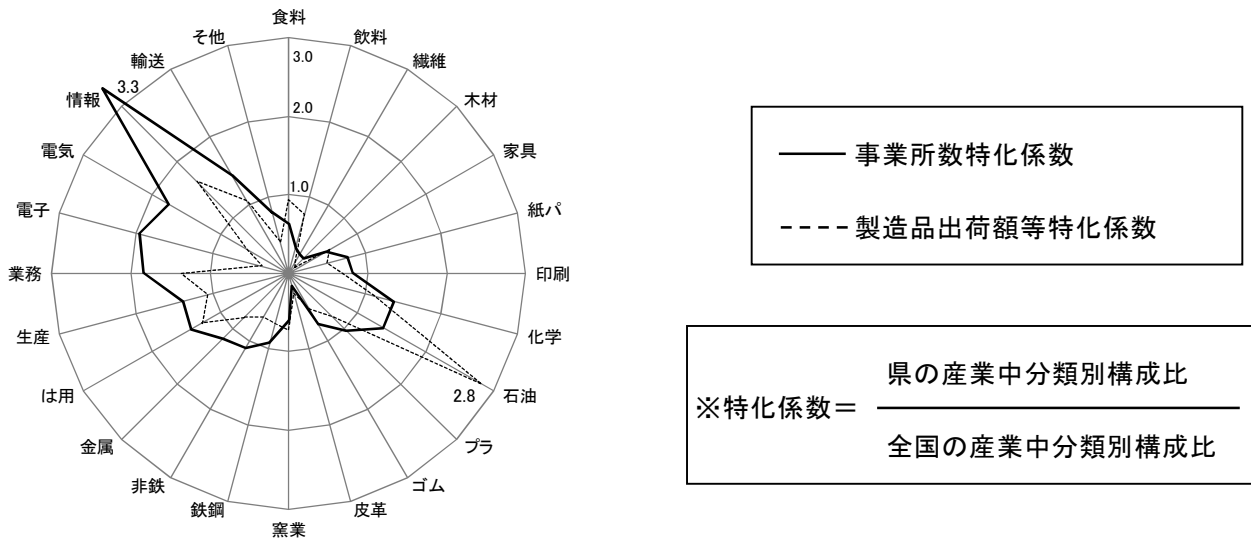 食料
飲料
繊維
木材
家具
紙パ
印刷
化学
石油
プラ
ゴム
皮革
窯業
鉄鋼
非鉄
金属
は用
生産
業務
電子
電気
情報
輸送
その他
3.0
2.0
1.0
3.3
2.8
事業所数特化係数
製造品出荷額等特化係数
県の産業中分類別構成比
※特化係数＝
全国の産業中分類別構成比